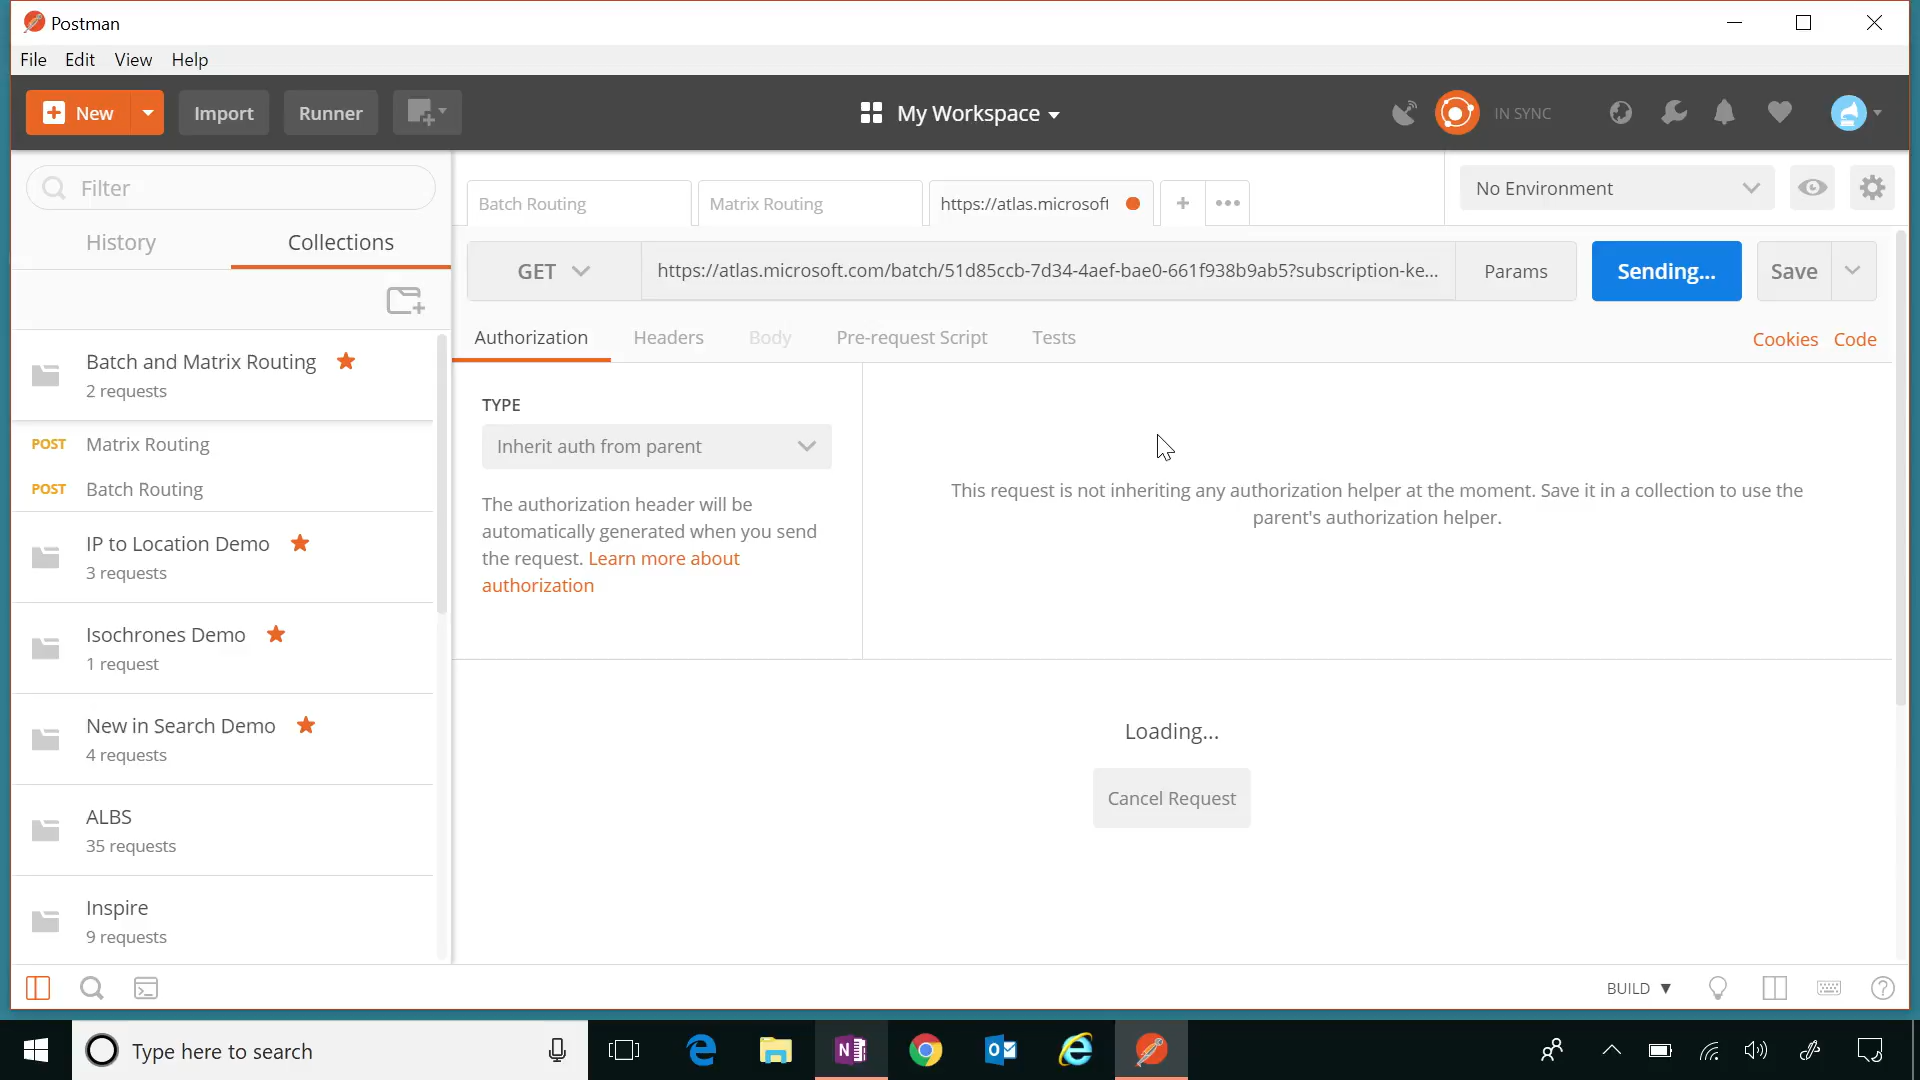 Postman
File Edit View Help
New Import Runner My Workspace IN SYNC
Filter
History Collections
Batch Routing Matrix Routing https://atlas.microsoft + ••• No Environment
GET https://atlas.microsoft.com/batch/51d85ccb-7d34-4aef-bae0-661f938b9ab5?subscription-ke... Params Sending... Save
Authorization Headers Body Pre-request Script Tests Cookies Code
Batch and Matrix Routing
2 requests
POST Matrix Routing
POST Batch Routing
IP to Location Demo
3 requests
Isochrones Demo
1 request
New in Search Demo
4 requests
ALBS
35 requests
Inspire
9 requests
TYPE
Inherit auth from parent
The authorization header will be
automatically generated when you send
the request. Learn more about
authorization
This request is not inheriting any authorization helper at the moment. Save it in a collection to use the
parent's authorization helper.
Loading...
Cancel Request
BUILD
Type here to search